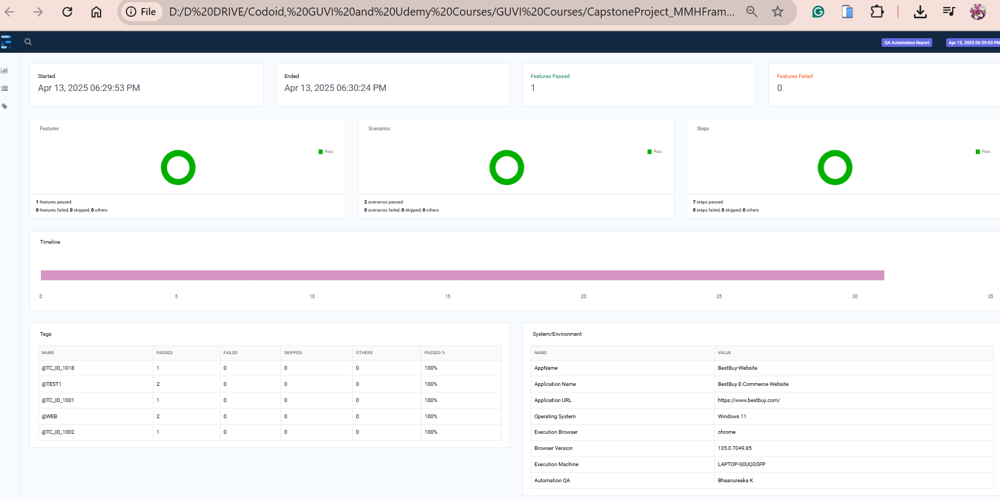 File
D:/D%20DRIVE/Codoid,%20GUVI%20and%20Udemy%20Courses/GUVI%20Courses/CapstoneProject_MMHFram...
QA Automation Report
Apr 13, 2025 06:29:53 PM
Started
Apr 13, 2025 06:29:53 PM
Ended
Apr 13, 2025 06:30:24 PM
Features Passed
1
Features Failed
0
Features
Pass
1 features passed
0 features failed, 0 skipped, 0 others
Scenarios
Pass
2 scenarios passed
0 scenarios failed, 0 skipped, 0 others
Steps
Pass
7 steps passed
0 steps failed, 0 skipped, 0 others
Timeline
0 5 10 15 20 25 30 35
Tags
NAME PASSED FAILED SKIPPED OTHERS PASSED %
@TC_ID_1018 1 0 0 0 100%
@TEST1 2 0 0 0 100%
@TC_ID_1001 1 0 0 0 100%
@WEB 2 0 0 0 100%
@TC_ID_1002 1 0 0 0 100%
System/Environment
NAME VALUE
AppName BestBuy-Website
Application Name BestBuy E-Commerce Website
Application URL https://www.bestbuy.com/
Operating System Windows 11
Execution Browser chrome
Browser Version 135.0.7049.85
Execution Machine LAPTOP-G0UQGSFP
Automation QA Bhaanureaka K